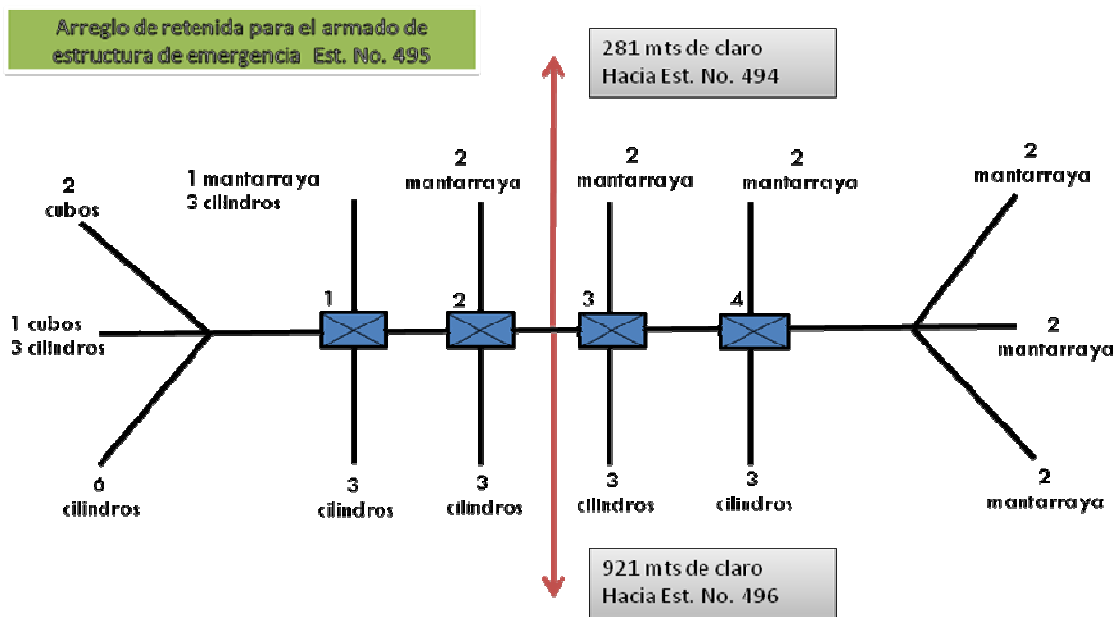 Arreglo de retenida para el armado de
estructura de emergencia Est. No. 495
281 mts de claro
Hacia Est. No. 494
2
cubos
1 mantarraya
3 cilindros
2
mantarraya
2
mantarraya
2
mantarraya
2
mantarraya
1 cubos
3 cilindros
1
2
3
4
2
mantarraya
6
cilindros
3
cilindros
3
cilindros
3
cilindros
3
cilindros
2
mantarraya
921 mts de claro
Hacia Est. No. 496